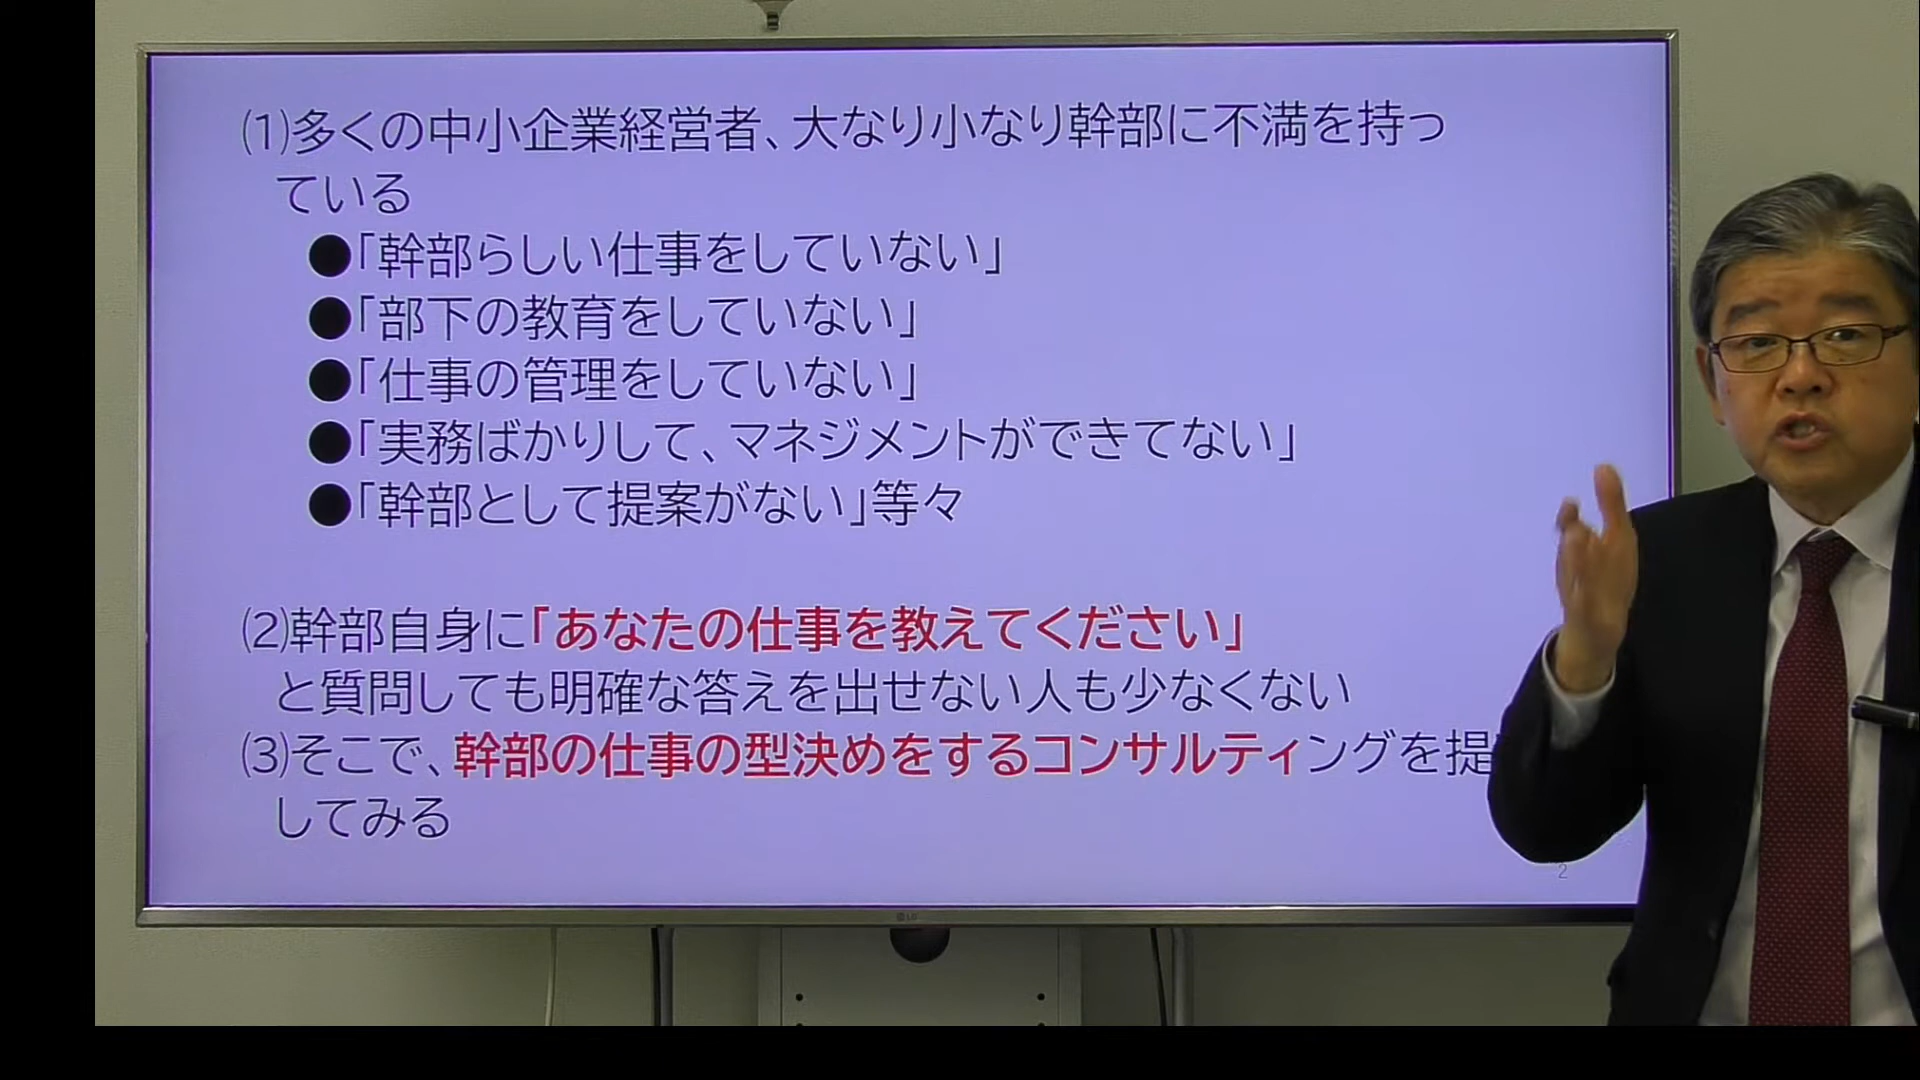 (1)多くの中小企業経営者、大なり小なり幹部に不満を持っ
ている
●「幹部らしい仕事をしていない」
●「部下の教育をしていない」
●「仕事の管理をしていない」
●「実務ばかりして、マネジメントができてない」
●「幹部として提案がない」等々
(2)幹部自身に「あなたの仕事を教えてください」
と質問しても明確な答えを出せない人も少なくない
(3)そこで、幹部の仕事の型決めをするコンサルティングを提
してみる
2
LG